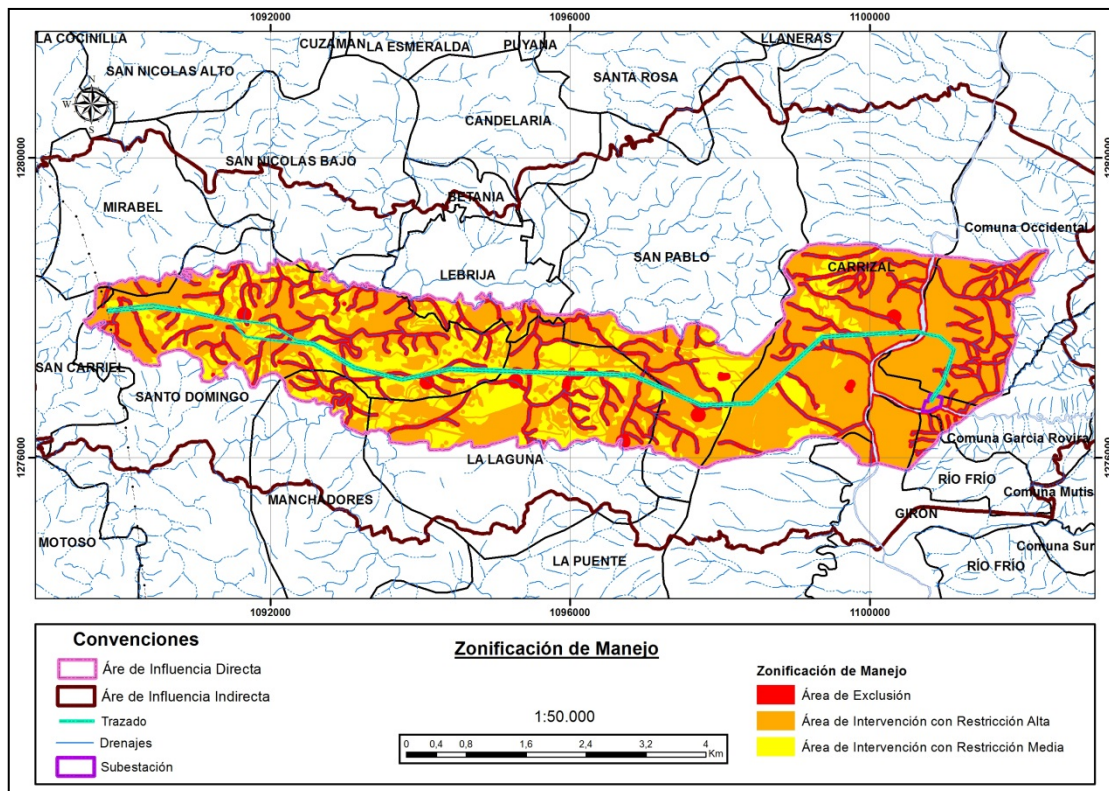 1092000 1096000 1100000
LA COCINILLA
CUZAMAN
LA ESMERALDA
PUYANA
LLANERAS
SAN NICOLAS ALTO
SANTA ROSA
N
W E
S
CANDELARIA
1280000
SAN NICOLAS BAJO
BETANIA
MIRABEL
Comuna Occidental
LEBRIJA
SAN PABLO
CARRIZAL
SAN CARRIEL
SANTO DOMINGO
Comuna Garcia Rovira
1276000
LA LAGUNA
RÍO FRÍO
MANCHADORES
Comuna Mutis
GIRON
MOTOSO
LA PUENTE
Comuna Sur
RÍO FRÍO
1092000 1096000 1100000
Convenciones
Áre de Influencia Directa
Áre de Influencia Indirecta
Trazado
Drenajes
Subestación
Zonificación de Manejo
1:50.000
0 0,4 0,8 1,6 2,4 3,2 4
Km
Zonificación de Manejo
Área de Exclusión
Área de Intervención con Restricción Alta
Área de Intervención con Restricción Media